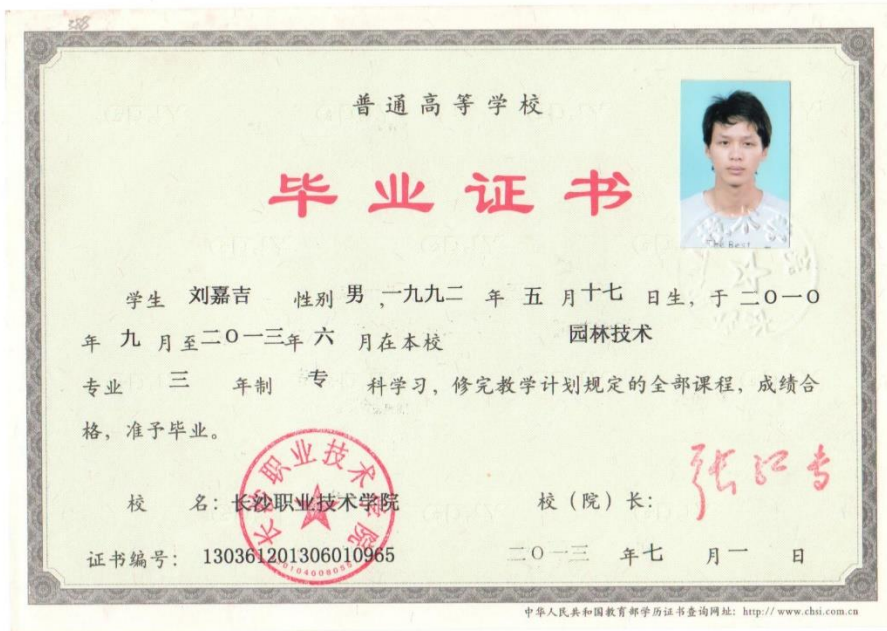 388
普通高等学校
毕业证书
The Best
学生 刘嘉吉 性别 男 ,一九九二 年 五 月十七 日生, 于 二〇一〇
年 九 月至二〇一三年 六 月在本校 园林技术
专业 三 年制 专 科学习, 修完教学计划规定的全部课程, 成绩合
格, 准予毕业。
长沙职业技术学院
校 名: 长沙职业技术学院 校 (院) 长:
证书编号: 130361201306010965 二〇一三 年七 月一 日
中华人民共和国教育部学历证书查询网址: http://www.chsi.com.cn